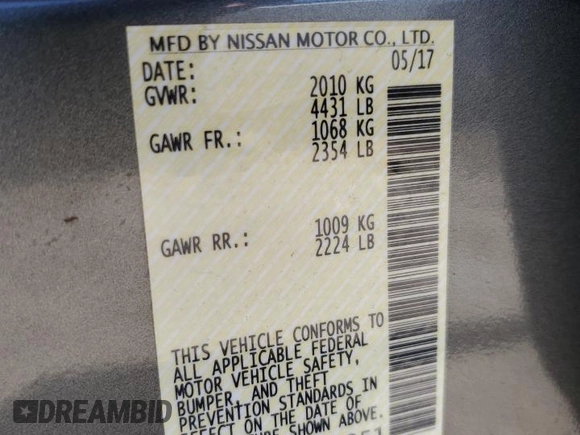 MFD BY NISSAN MOTOR CO., LTD.
DATE: 05/17
GVWR: 2010 KG
4431 LB
GAWR FR.: 1068 KG
2354 LB
GAWR RR.: 1009 KG
2224 LB
THIS VEHICLE CONFORMS TO
ALL APPLICABLE FEDERAL
MOTOR VEHICLE SAFETY,
BUMPER, AND THEFT
PREVENTION STANDARDS IN
EFFECT ON THE DATE OF
SHOWN ABOVE.
DREAMBID